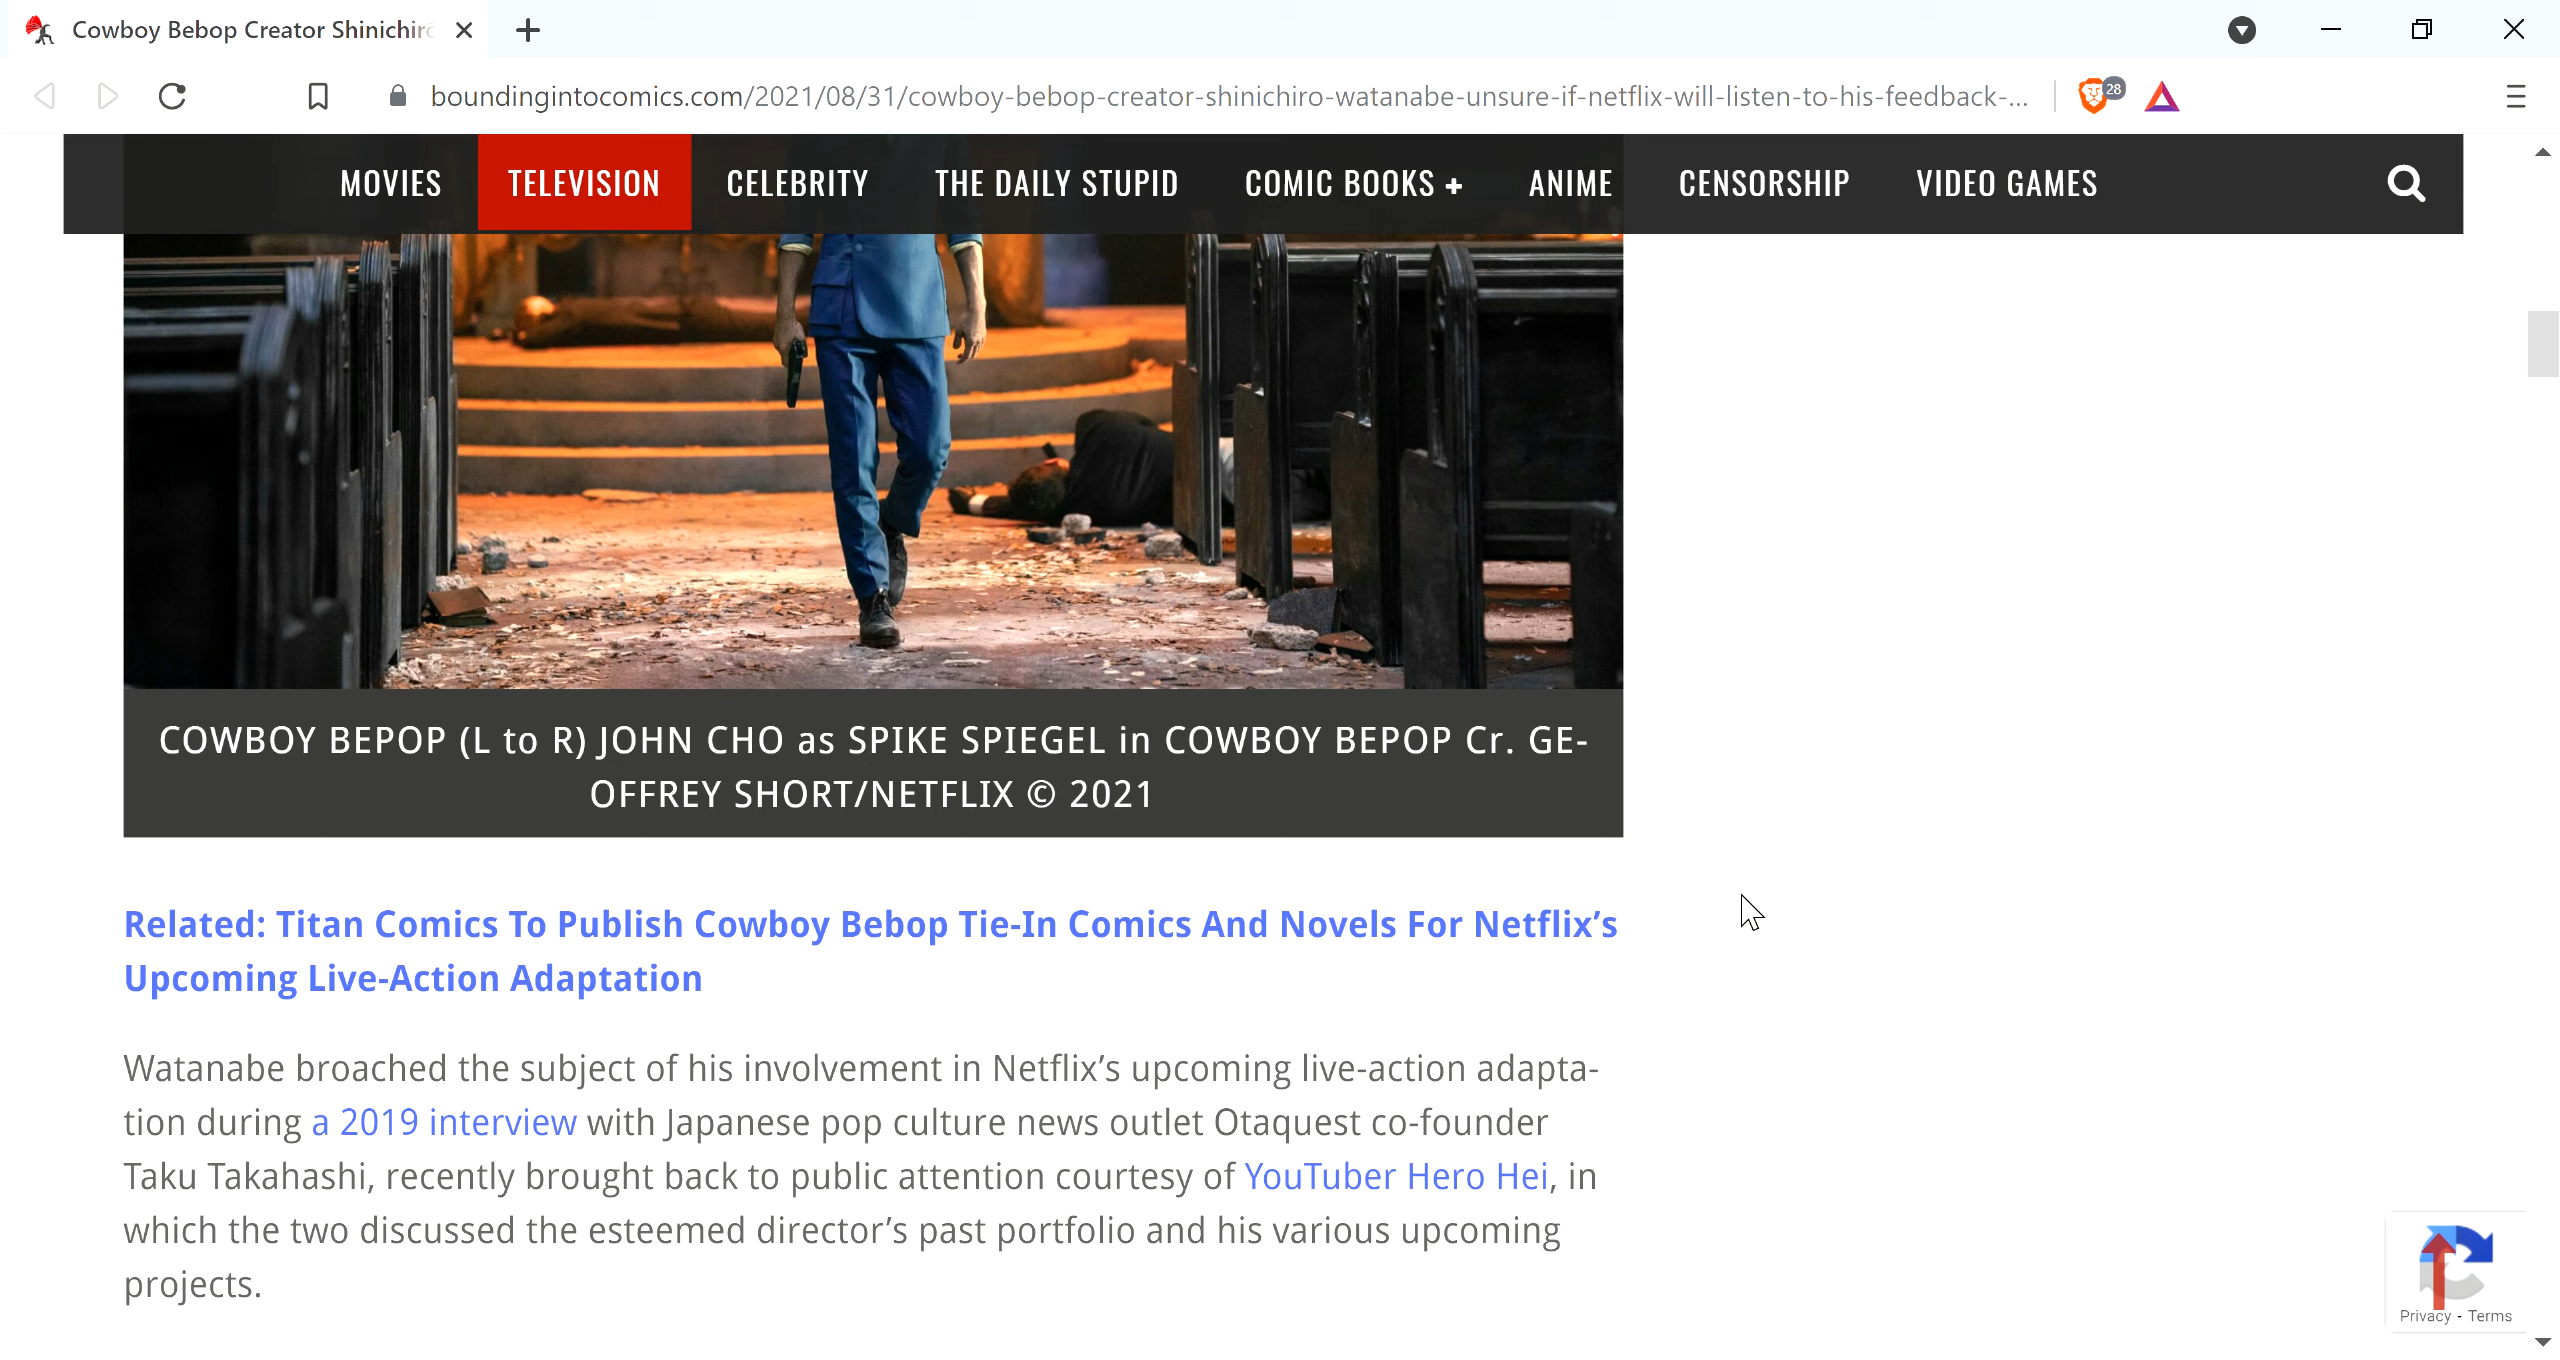 Cowboy Bebop Creator Shinichirō
boundingintocomics.com/2021/08/31/cowboy-bebop-creator-shinichiro-watanabe-unsure-if-netflix-will-listen-to-his-feedback-...
28
MOVIES TELEVISION CELEBRITY THE DAILY STUPID COMIC BOOKS + ANIME CENSORSHIP VIDEO GAMES
COWBOY BEPOP (L to R) JOHN CHO as SPIKE SPIEGEL in COWBOY BEPOP Cr. GE-
OFFREY SHORT/NETFLIX © 2021
Related: Titan Comics To Publish Cowboy Bebop Tie-In Comics And Novels For Netflix’s
Upcoming Live-Action Adaptation
Watanabe broached the subject of his involvement in Netflix’s upcoming live-action adapta-
tion during a 2019 interview with Japanese pop culture news outlet Otaquest co-founder
Taku Takahashi, recently brought back to public attention courtesy of YouTuber Hero Hei, in
which the two discussed the esteemed director’s past portfolio and his various upcoming
projects.
Privacy - Terms